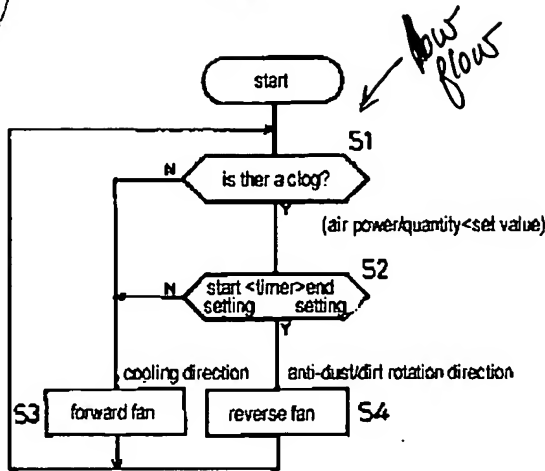 low
flow
start
S1
N
is ther a clog?
Y
(air power/quantity<set value)
S2
N
start <timer>end
setting setting
Y
cooling direction
anti-dust/dirt rotation direction
S3
forward fan
reverse fan
S4